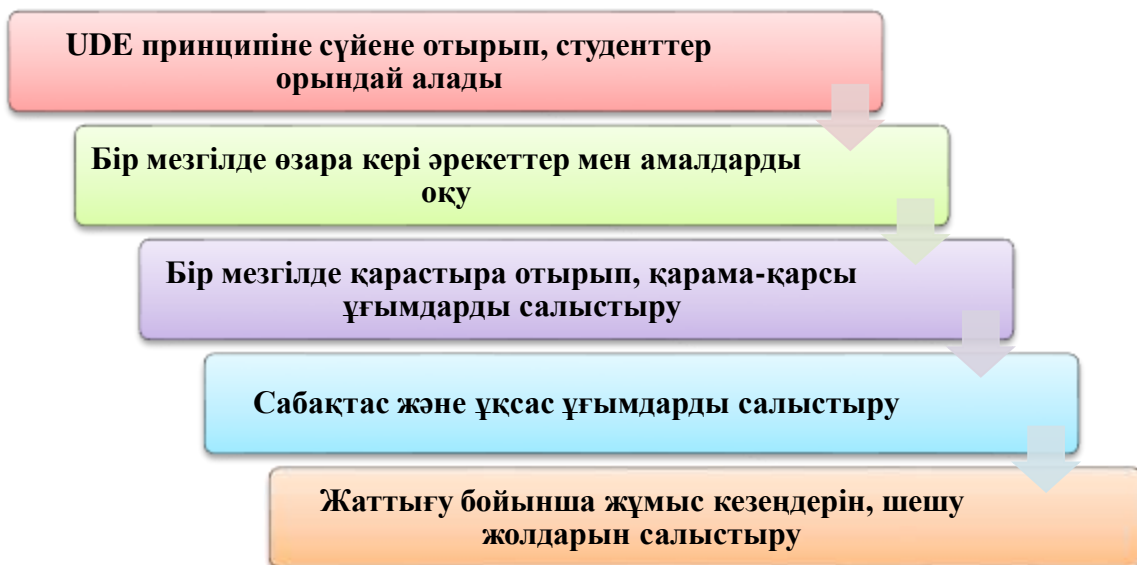 UDE принципіне сүйене отырып, студенттер
орындай алады
Бір мезгілде өзара кері әрекеттер мен амалдарды
оқу
Бір мезгілде қарастыра отырып, қарама-қарсы
ұғымдарды салыстыру
Сабақтас және ұқсас ұғымдарды салыстыру
Жаттығу бойынша жұмыс кезеңдерін, шешу
жолдарын салыстыру